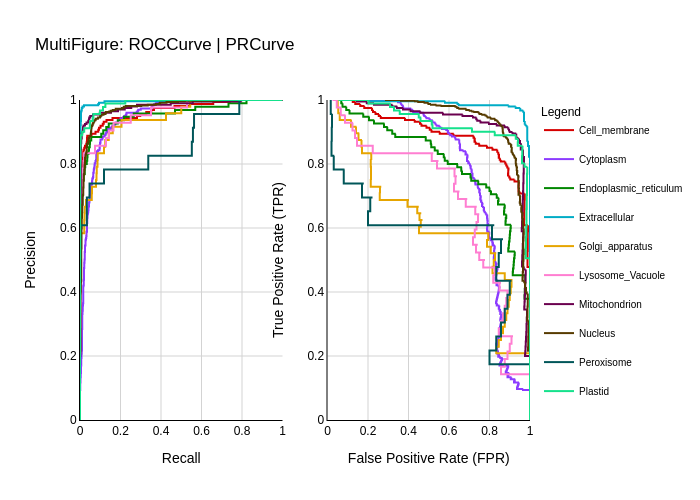 MultiFigure: ROCCurve | PRCurve
Precision
1
0.8
0.6
0.4
0.2
0
0
0.2
0.4
0.6
0.8
1
Recall
True Positive Rate (TPR)
1
0.8
0.6
0.4
0.2
0
0
0.2
0.4
0.6
0.8
1
False Positive Rate (FPR)
Legend
Cell_membrane
Cytoplasm
Endoplasmic_reticulum
Extracellular
Golgi_apparatus
Lysosome_Vacuole
Mitochondrion
Nucleus
Peroxisome
Plastid